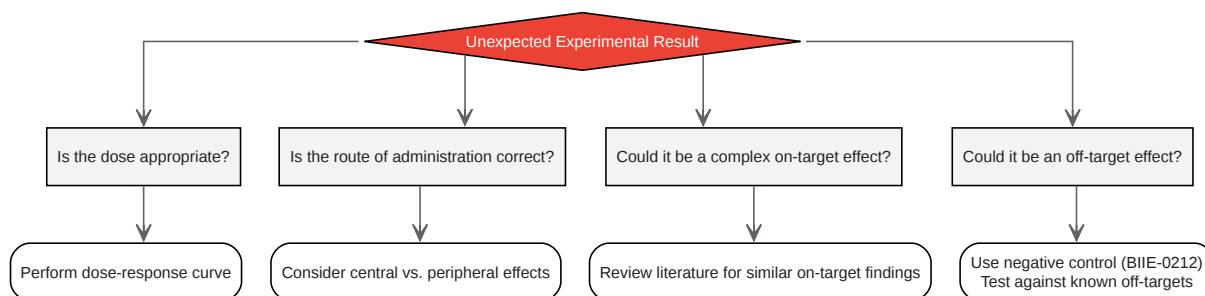 Unexpected Experimental Result
Is the dose appropriate?
Is the route of administration correct?
Could it be a complex on-target effect?
Could it be an off-target effect?
Perform dose-response curve
Consider central vs. peripheral effects
Review literature for similar on-target findings
Use negative control (BIIE-0212)
Test against known off-targets